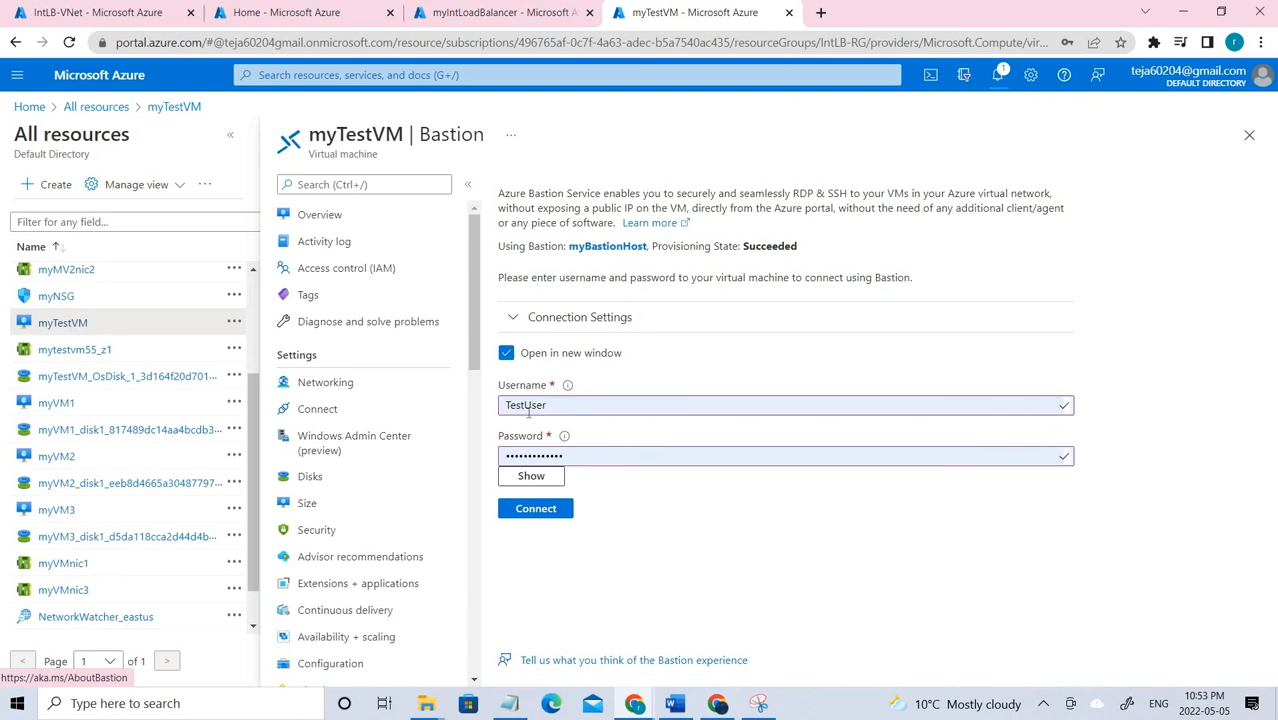 IntLB-VNet - Microsoft Azure
Home - Microsoft Azure
myIntLoadBalancer - Microsoft A
myTestVM - Microsoft Azure
portal.azure.com/#@teja60204gmail.onmicrosoft.com/resource/subscriptions/496765af-0c7f-4a63-adec-b5a7540ac435/resourceGroups/IntLB-RG/providers/Microsoft.Compute/vir...
Microsoft Azure
Search resources, services, and docs (G+/)
1
teja60204@gmail.com
DEFAULT DIRECTORY
Home > All resources > myTestVM
All resources
Default Directory
Create
Manage view
Filter for any field...
Name
myMV2nic2
myNSG
myTestVM
mytestvm55_z1
myTestVM_OsDisk_1_3d164f20d701...
myVM1
myVM1_disk1_817489dc14aa4bcdb3...
myVM2
myVM2_disk1_eeb8d4665a30487797...
myVM3
myVM3_disk1_d5da118cca2d44d4b...
myVMnic1
myVMnic3
NetworkWatcher_eastus
Page 1 of 1
https://aka.ms/AboutBastion
myTestVM | Bastion
Virtual machine
Search (Ctrl+/)
Overview
Activity log
Access control (IAM)
Tags
Diagnose and solve problems
Settings
Networking
Connect
Windows Admin Center
(preview)
Disks
Size
Security
Advisor recommendations
Extensions + applications
Continuous delivery
Availability + scaling
Configuration
Azure Bastion Service enables you to securely and seamlessly RDP & SSH to your VMs in your Azure virtual network,
without exposing a public IP on the VM, directly from the Azure portal, without the need of any additional client/agent
or any piece of software. Learn more
Using Bastion: myBastionHost, Provisioning State: Succeeded
Please enter username and password to your virtual machine to connect using Bastion.
Connection Settings
Open in new window
Username *
TestUser
Password *
•••••••••••••
Show
Connect
Tell us what you think of the Bastion experience
Type here to search
10°C Mostly cloudy
ENG
10:53 PM
2022-05-05